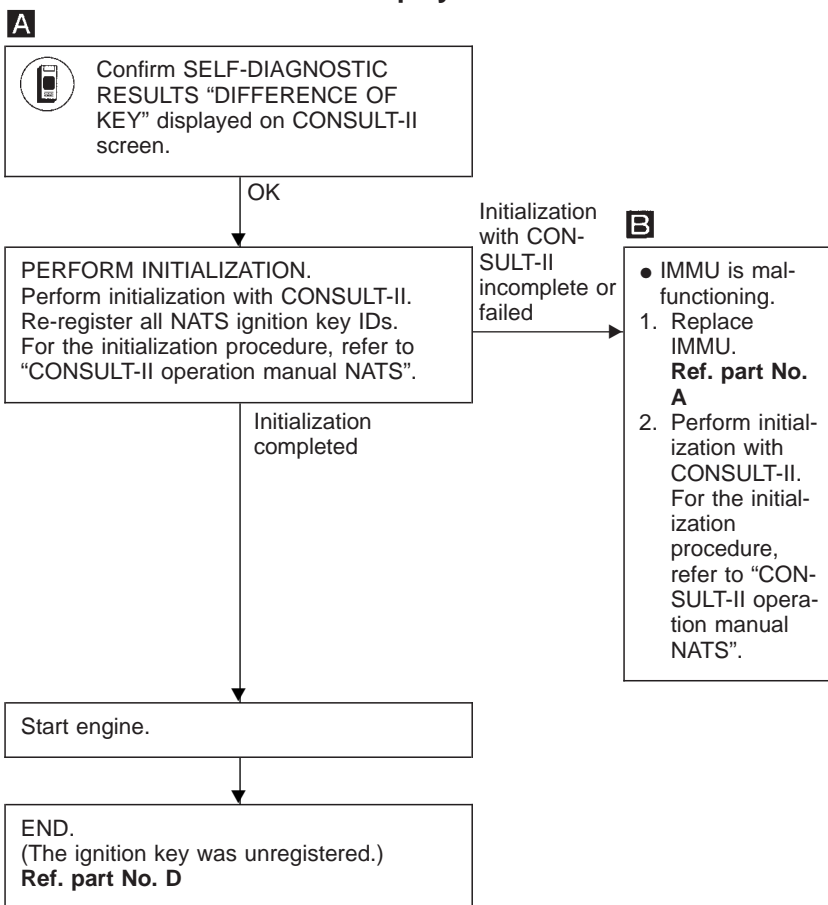 A
Confirm SELF-DIAGNOSTIC
RESULTS “DIFFERENCE OF
KEY” displayed on CONSULT-II
screen.
OK
PERFORM INITIALIZATION.
Perform initialization with CONSULT-II.
Re-register all NATS ignition key IDs.
For the initialization procedure, refer to
“CONSULT-II operation manual NATS”.
Initialization
with CON-
SULT-II
incomplete or
failed
B
● IMMU is mal-
functioning.
1. Replace
IMMU.
Ref. part No.
A
2. Perform initial-
ization with
CONSULT-II.
For the initial-
ization
procedure,
refer to “CON-
SULT-II opera-
tion manual
NATS”.
Initialization
completed
Start engine.
END.
(The ignition key was unregistered.)
Ref. part No. D